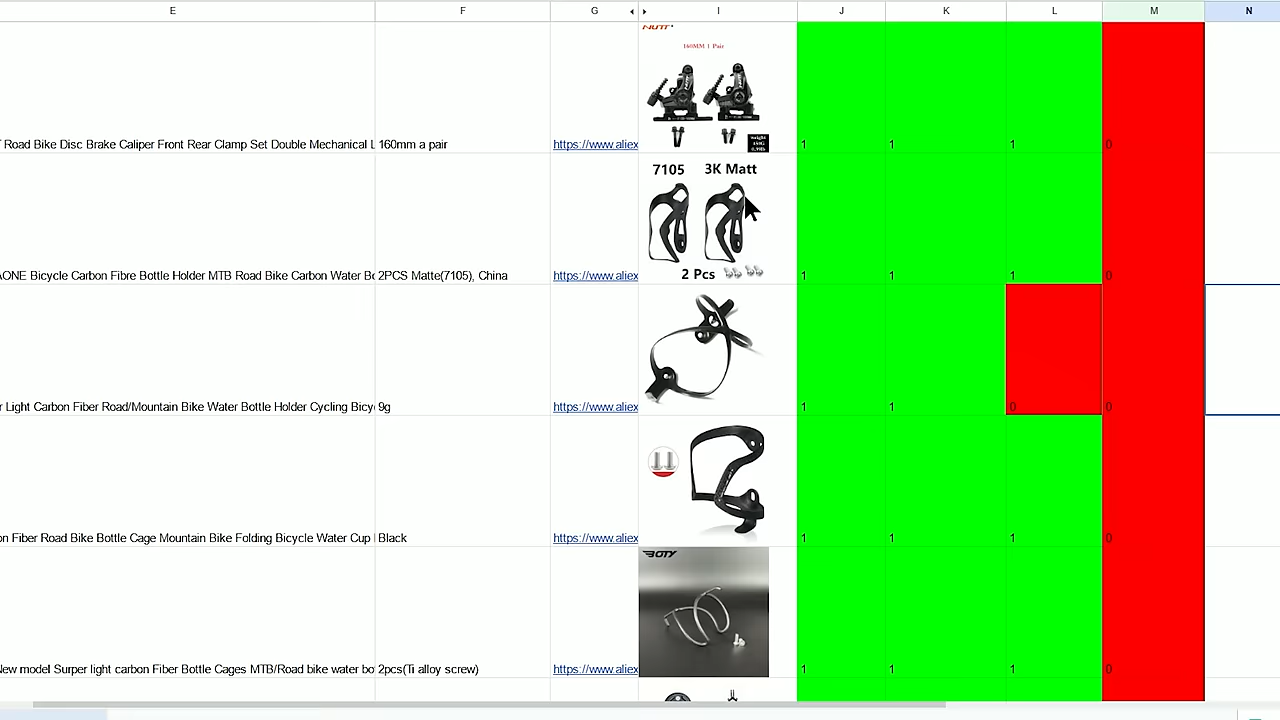 E F G I J K L M N
160MM 1 Pair
Road Bike Disc Brake Caliper Front Rear Clamp Set Double Mechanical L 160mm a pair https://www.aliex 1 1 1 0
7105 3K Matt
2 Pcs
AONE Bicycle Carbon Fibre Bottle Holder MTB Road Bike Carbon Water Bo 2PCS Matte(7105), China https://www.aliex 1 1 1 0
r Light Carbon Fiber Road/Mountain Bike Water Bottle Holder Cycling Bicy 9g https://www.aliex 1 1 0 0
on Fiber Road Bike Bottle Cage Mountain Bike Folding Bicycle Water Cup Black https://www.aliex 1 1 1 0
BOTY
New model Surper light carbon Fiber Bottle Cages MTB/Road bike water bo 2pcs(Ti alloy screw) https://www.aliex 1 1 1 0